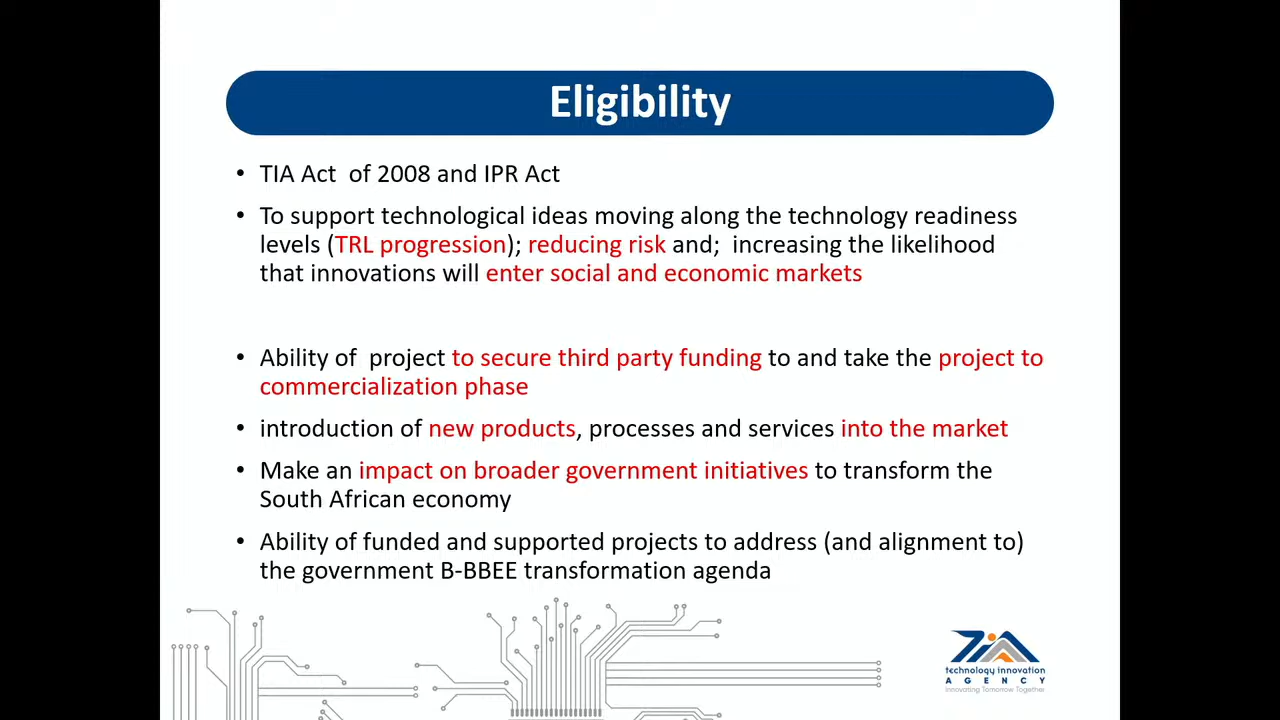 Eligibility
• TIA Act  of 2008 and IPR Act
• To support technological ideas moving along the technology readiness
levels (TRL progression); reducing risk and;  increasing the likelihood
that innovations will enter social and economic markets
• Ability of  project to secure third party funding to and take the project to
commercialization phase
• introduction of new products, processes and services into the market
• Make an impact on broader government initiatives to transform the
South African economy
• Ability of funded and supported projects to address (and alignment to)
the government B-BBEE transformation agenda
TIA
technology innovation
AGENCY
Innovating Tomorrow Together